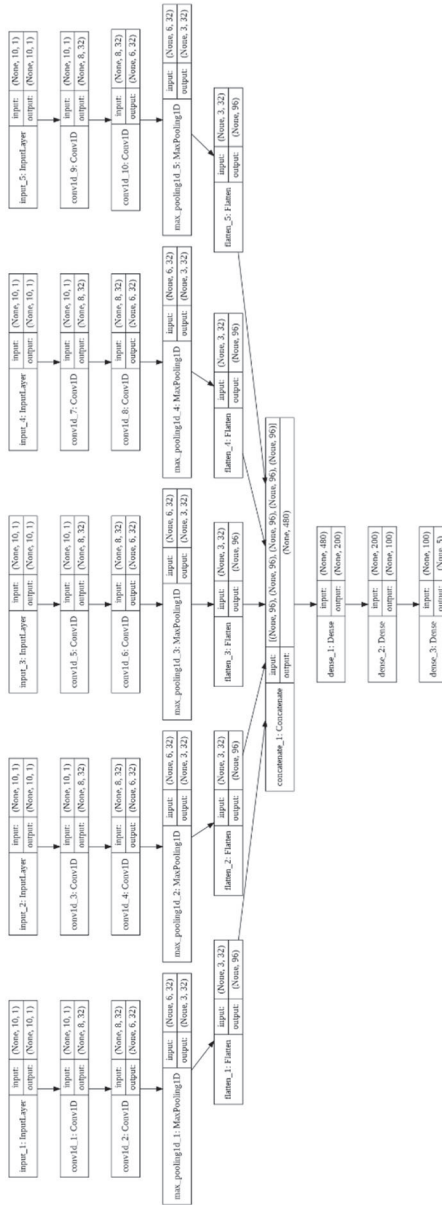 input_1: InputLayer
input: (None, 10, 1)
output: (None, 10, 1)
input_2: InputLayer
input: (None, 10, 1)
output: (None, 10, 1)
input_3: InputLayer
input: (None, 10, 1)
output: (None, 10, 1)
input_4: InputLayer
input: (None, 10, 1)
output: (None, 10, 1)
input_5: InputLayer
input: (None, 10, 1)
output: (None, 10, 1)
conv1d_1: Conv1D
input: (None, 10, 1)
output: (None, 8, 32)
conv1d_3: Conv1D
input: (None, 10, 1)
output: (None, 8, 32)
conv1d_5: Conv1D
input: (None, 10, 1)
output: (None, 8, 32)
conv1d_7: Conv1D
input: (None, 10, 1)
output: (None, 8, 32)
conv1d_9: Conv1D
input: (None, 10, 1)
output: (None, 8, 32)
conv1d_2: Conv1D
input: (None, 8, 32)
output: (None, 6, 32)
conv1d_4: Conv1D
input: (None, 8, 32)
output: (None, 6, 32)
conv1d_6: Conv1D
input: (None, 8, 32)
output: (None, 6, 32)
conv1d_8: Conv1D
input: (None, 8, 32)
output: (None, 6, 32)
conv1d_10: Conv1D
input: (None, 8, 32)
output: (None, 6, 32)
max_pooling1d_1: MaxPooling1D
input: (None, 6, 32)
output: (None, 3, 32)
max_pooling1d_2: MaxPooling1D
input: (None, 6, 32)
output: (None, 3, 32)
max_pooling1d_3: MaxPooling1D
input: (None, 6, 32)
output: (None, 3, 32)
max_pooling1d_4: MaxPooling1D
input: (None, 6, 32)
output: (None, 3, 32)
max_pooling1d_5: MaxPooling1D
input: (None, 6, 32)
output: (None, 3, 32)
flatten_1: Flatten
input: (None, 3, 32)
output: (None, 96)
flatten_2: Flatten
input: (None, 3, 32)
output: (None, 96)
flatten_3: Flatten
input: (None, 3, 32)
output: (None, 96)
flatten_4: Flatten
input: (None, 3, 32)
output: (None, 96)
flatten_5: Flatten
input: (None, 3, 32)
output: (None, 96)
concatenate_1: Concatenate
input: [(None, 96), (None, 96), (None, 96), (None, 96), (None, 96)]
output: (None, 480)
dense_1: Dense
input: (None, 480)
output: (None, 200)
dense_2: Dense
input: (None, 200)
output: (None, 100)
dense_3: Dense
input: (None, 100)
output: (None, 5)